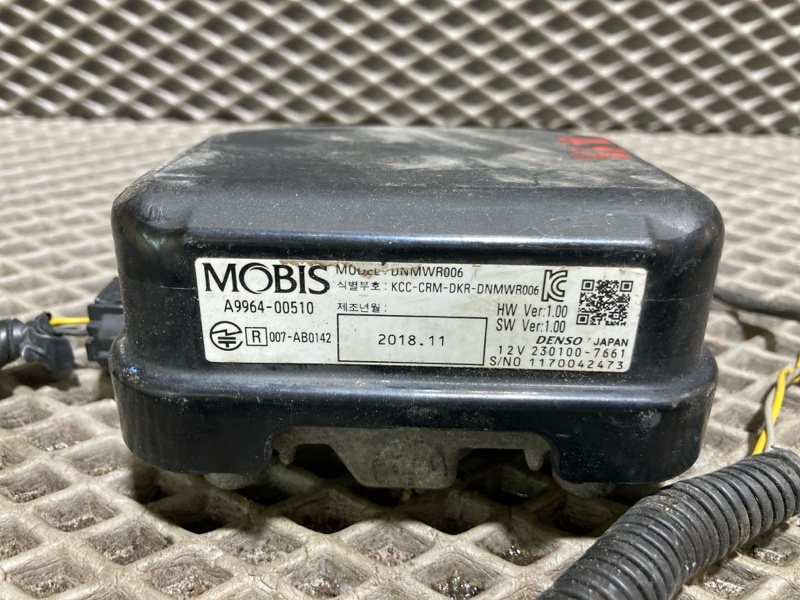 MOBIS
A9964-00510
R 007-AB0142
MODEL : DNMWR006
식별부호 : KCC-CRM-DKR-DNMWR006
제조년월 :
2018.11
HW Ver:1.00
SW Ver:1.00
DENSO JAPAN
12V 230100-7661
S/NO 1170042473